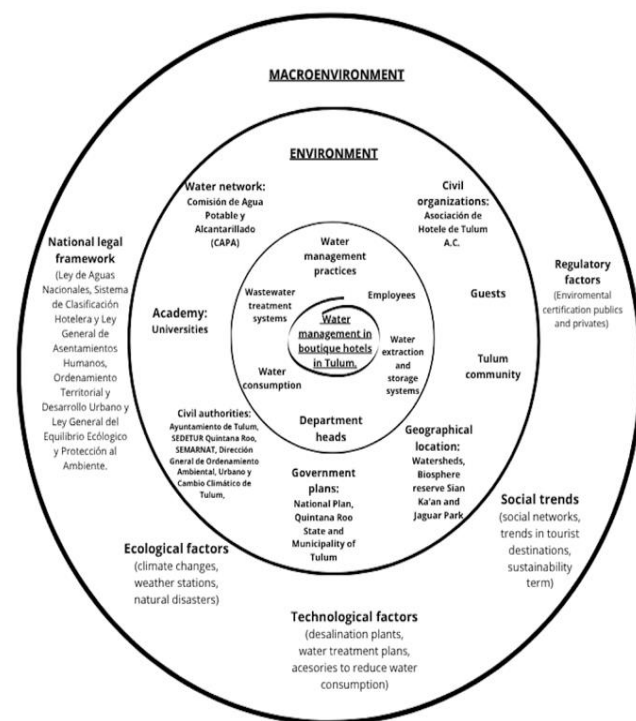 MACROENVIRONMENT
ENVIRONMENT
Water network:
Comisión de Agua
Potable y
Alcantarillado
(CAPA)
Civil
organizations:
Asociación de
Hotele de Tulum
A.C.
National legal
framework
(Ley de Aguas
Nacionales, Sistema
de Clasificación
Hotelera y Ley
General de
Asentamientos
Humanos,
Ordenamiento
Territorial y
Desarrollo Urbano y
Ley General del
Equilibrio Ecólogico
y Protección al
Ambiente.
Academy:
Universities
Water
management
practices
Wastewater
treatment
systems
Employees
Water
management in
boutique hotels
in Tulum.
Water
consumption
Water
extraction
and
storage
systems
Department
heads
Guests
Tulum
community
Regulatory
factors
(Enviromental
certification publics
and privates)
Civil authorities:
Ayuntamiento de Tulum,
SEDETUR Quintana Roo,
SEMARNAT, Dirección
Gneral de Ordenamiento
Ambiental, Urbano y
Cambio Climático de
Tulum,
Government
plans:
National Plan,
Quintana Roo
State and
Municipality of
Tulum
Geographical
location:
Watersheds,
Biosphere
reserve Sian
Ka'an and
Jaguar Park
Social trends
(social networks,
trends in tourist
destinations,
sustainability
term)
Ecological factors
(climate changes,
weather stations,
natural disasters)
Technological factors
(desalination plants,
water treatment plans,
acesories to reduce water
consumption)